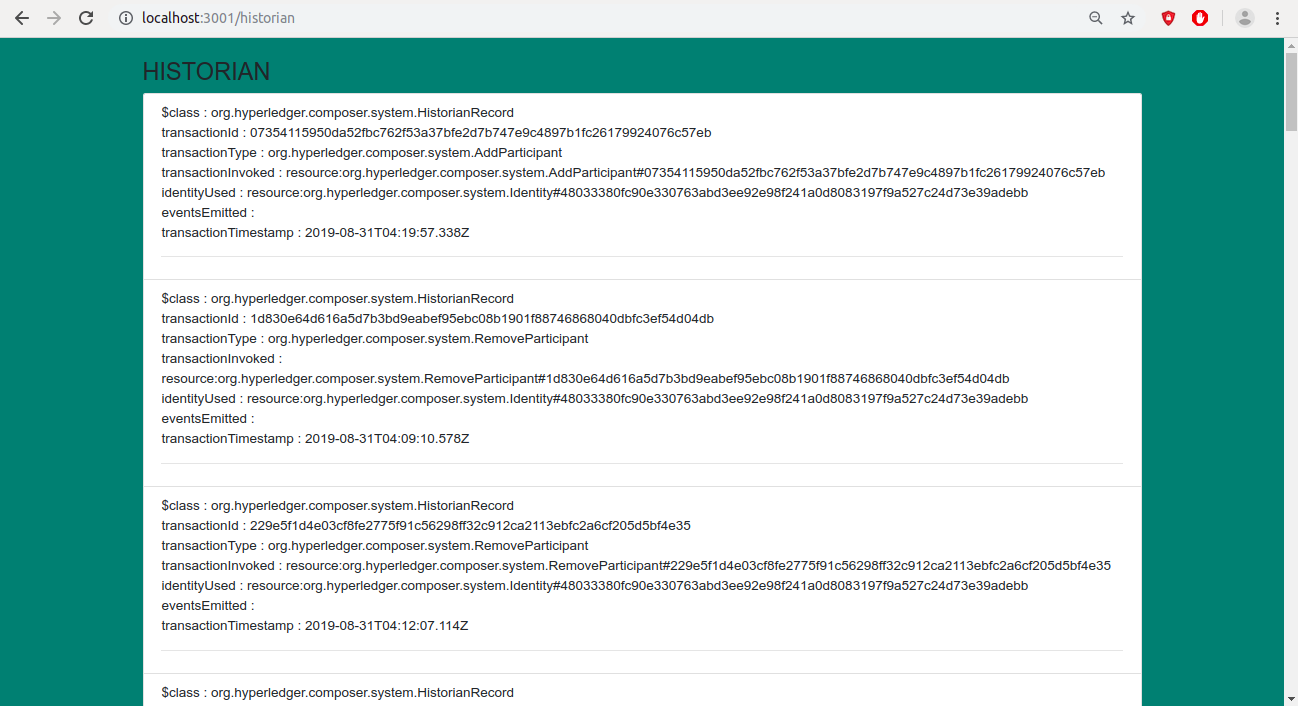 localhost:3001/historian
HISTORIAN
$class : org.hyperledger.composer.system.HistorianRecord
transactionId : 07354115950da52fbc762f53a37bfe2d7b747e9c4897b1fc26179924076c57eb
transactionType : org.hyperledger.composer.system.AddParticipant
transactionInvoked : resource:org.hyperledger.composer.system.AddParticipant#07354115950da52fbc762f53a37bfe2d7b747e9c4897b1fc26179924076c57eb
identityUsed : resource:org.hyperledger.composer.system.Identity#48033380fc90e330763abd3ee92e98f241a0d8083197f9a527c24d73e39adebb
eventsEmitted :
transactionTimestamp : 2019-08-31T04:19:57.338Z
$class : org.hyperledger.composer.system.HistorianRecord
transactionId : 1d830e64d616a5d7b3bd9eabef95ebc08b1901f88746868040dbfc3ef54d04db
transactionType : org.hyperledger.composer.system.RemoveParticipant
transactionInvoked :
resource:org.hyperledger.composer.system.RemoveParticipant#1d830e64d616a5d7b3bd9eabef95ebc08b1901f88746868040dbfc3ef54d04db
identityUsed : resource:org.hyperledger.composer.system.Identity#48033380fc90e330763abd3ee92e98f241a0d8083197f9a527c24d73e39adebb
eventsEmitted :
transactionTimestamp : 2019-08-31T04:09:10.578Z
$class : org.hyperledger.composer.system.HistorianRecord
transactionId : 229e5f1d4e03cf8fe2775f91c56298ff32c912ca2113ebfc2a6cf205d5bf4e35
transactionType : org.hyperledger.composer.system.RemoveParticipant
transactionInvoked : resource:org.hyperledger.composer.system.RemoveParticipant#229e5f1d4e03cf8fe2775f91c56298ff32c912ca2113ebfc2a6cf205d5bf4e35
identityUsed : resource:org.hyperledger.composer.system.Identity#48033380fc90e330763abd3ee92e98f241a0d8083197f9a527c24d73e39adebb
eventsEmitted :
transactionTimestamp : 2019-08-31T04:12:07.114Z
$class : org.hyperledger.composer.system.HistorianRecord